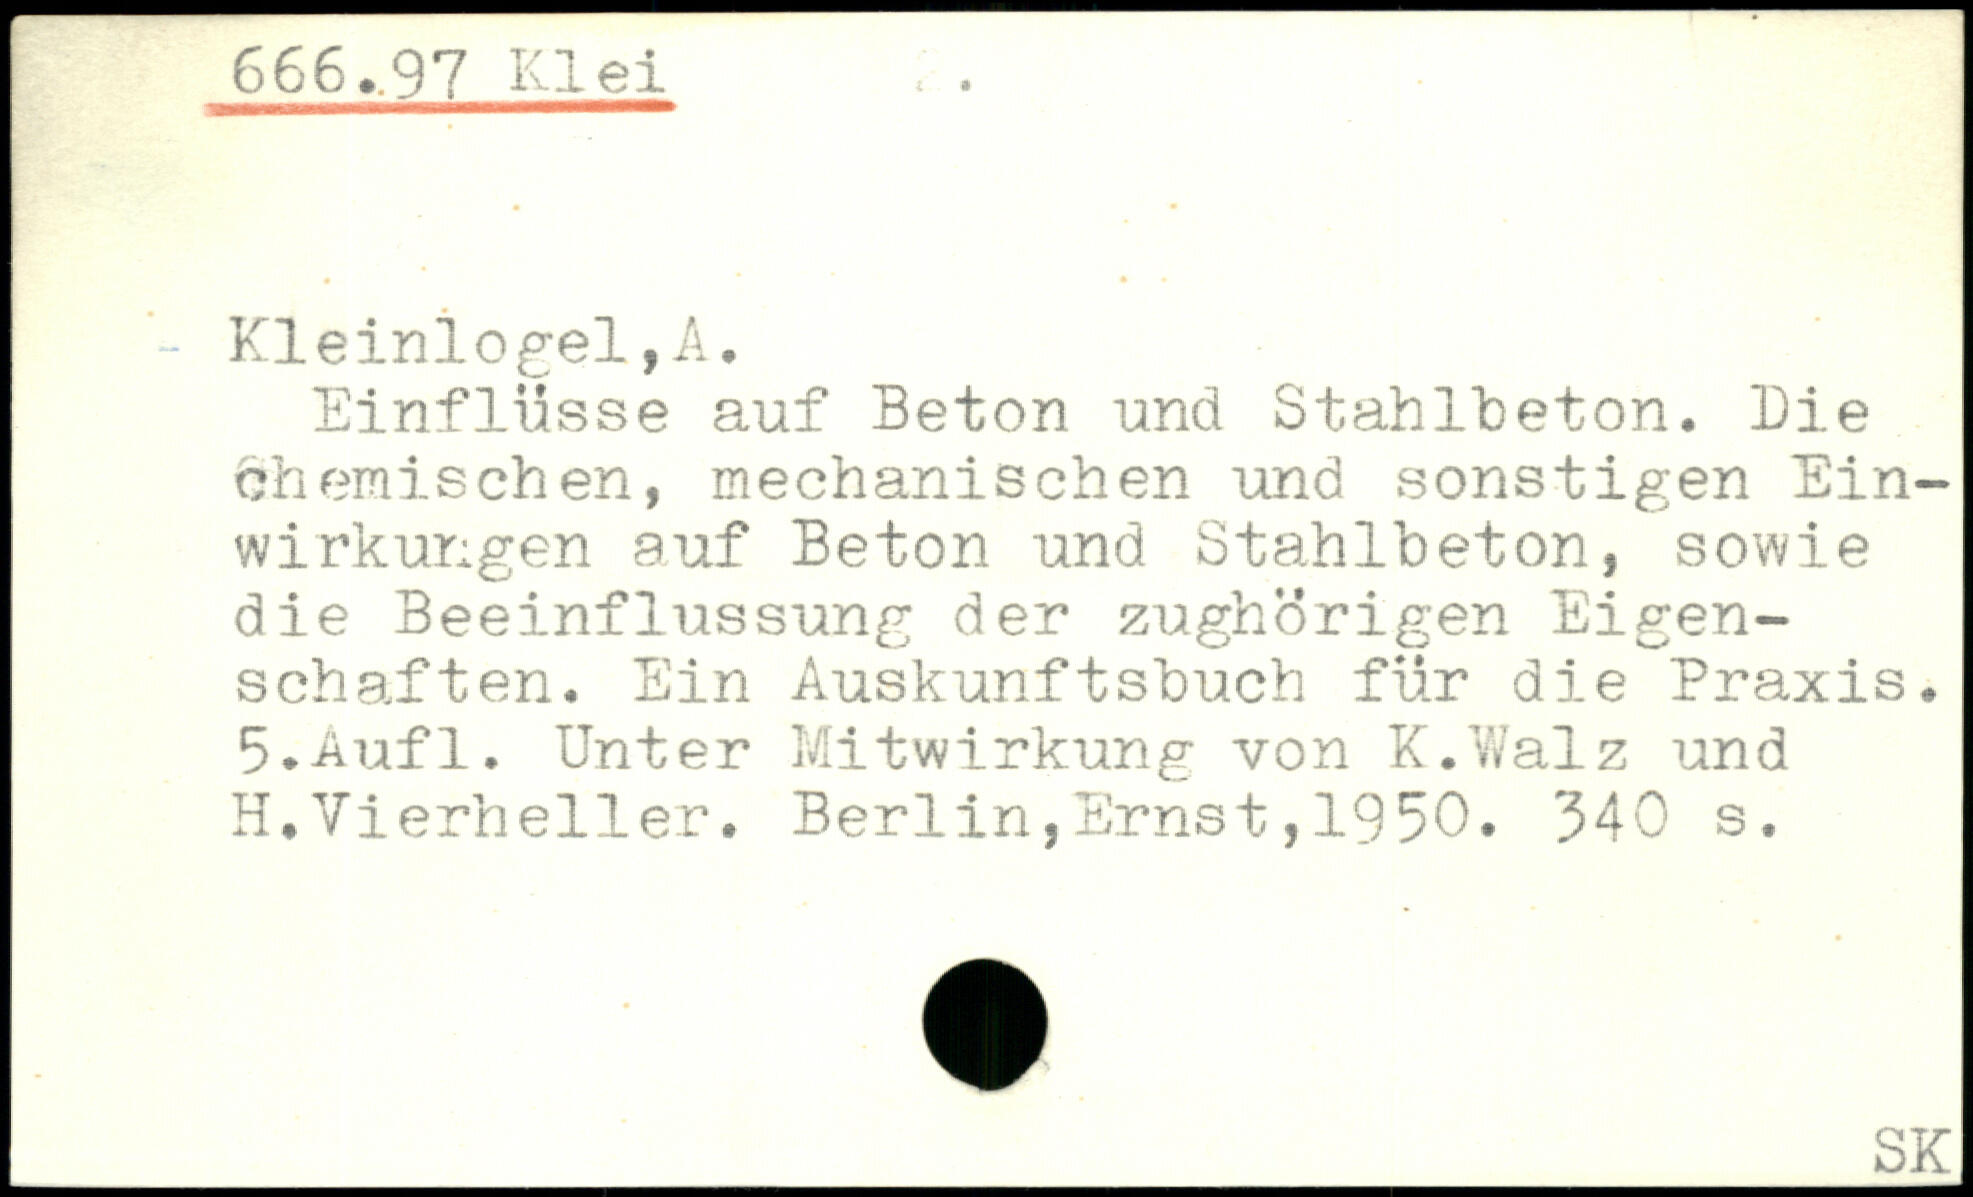 666.97 Klei 2.
Kleinlogel,A.
Einflüsse auf Beton und Stahlbeton. Die
chemischen, mechanischen und sonstigen Ein-
wirkungen auf Beton und Stahlbeton, sowie
die Beeinflussung der zughörigen Eigen-
schaften. Ein Auskunftsbuch für die Praxis.
5.Aufl. Unter Mitwirkung von K.Walz und
H.Vierheller. Berlin,Ernst,1950. 340 s.
SK